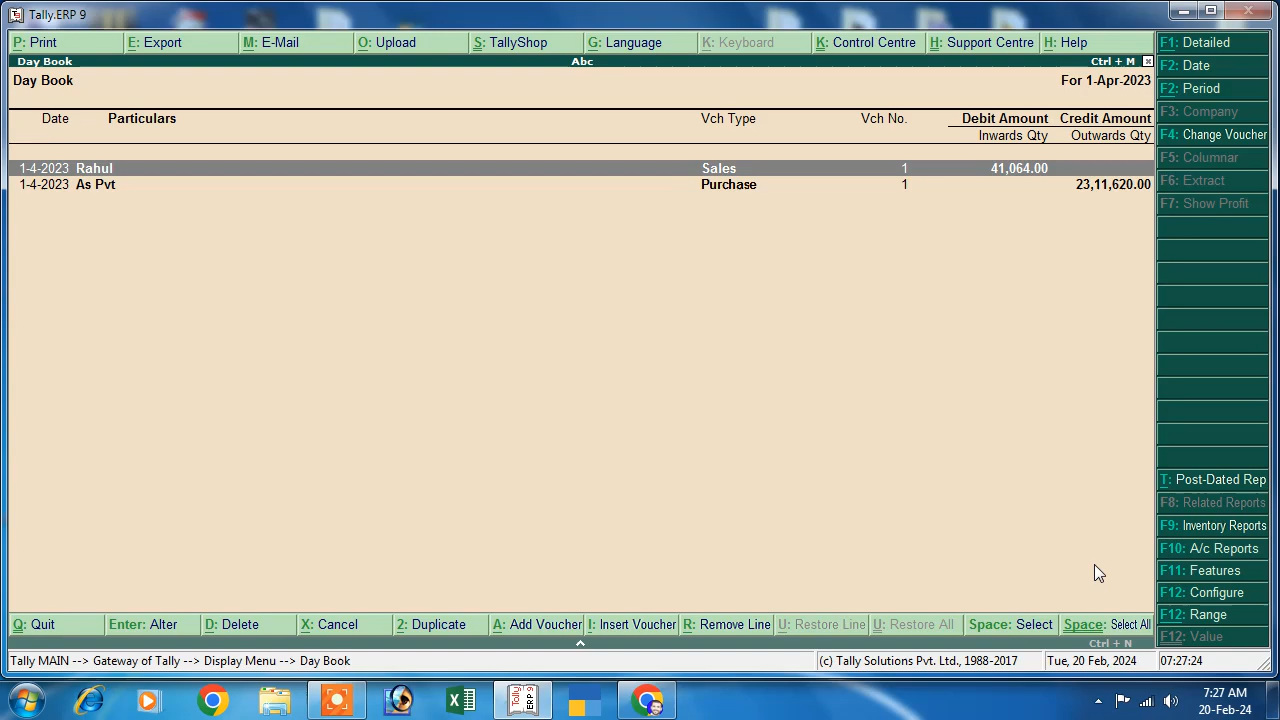 Tally.ERP 9
P: Print E: Export M: E-Mail O: Upload S: TallyShop G: Language K: Keyboard K: Control Centre H: Support Centre H: Help
Day Book Abc Ctrl + M
Day Book For 1-Apr-2023
Date Particulars Vch Type Vch No. Debit Amount Credit Amount
Inwards Qty Outwards Qty
1-4-2023 Rahul Sales 1 41,064.00
1-4-2023 As Pvt Purchase 1 23,11,620.00
F1: Detailed
F2: Date
F2: Period
F3: Company
F4: Change Voucher
F5: Columnar
F6: Extract
F7: Show Profit
T: Post-Dated Rep
F8: Related Reports
F9: Inventory Reports
F10: A/c Reports
F11: Features
F12: Configure
F12: Range
F12: Value
Q: Quit Enter: Alter D: Delete X: Cancel 2: Duplicate A: Add Voucher I: Insert Voucher R: Remove Line U: Restore Line U: Restore All Space: Select Space: Select All
Ctrl + N
Tally MAIN --> Gateway of Tally --> Display Menu --> Day Book (c) Tally Solutions Pvt. Ltd., 1988-2017 Tue, 20 Feb, 2024 07:27:24
Tally
ERP 9
7:27 AM
20-Feb-24